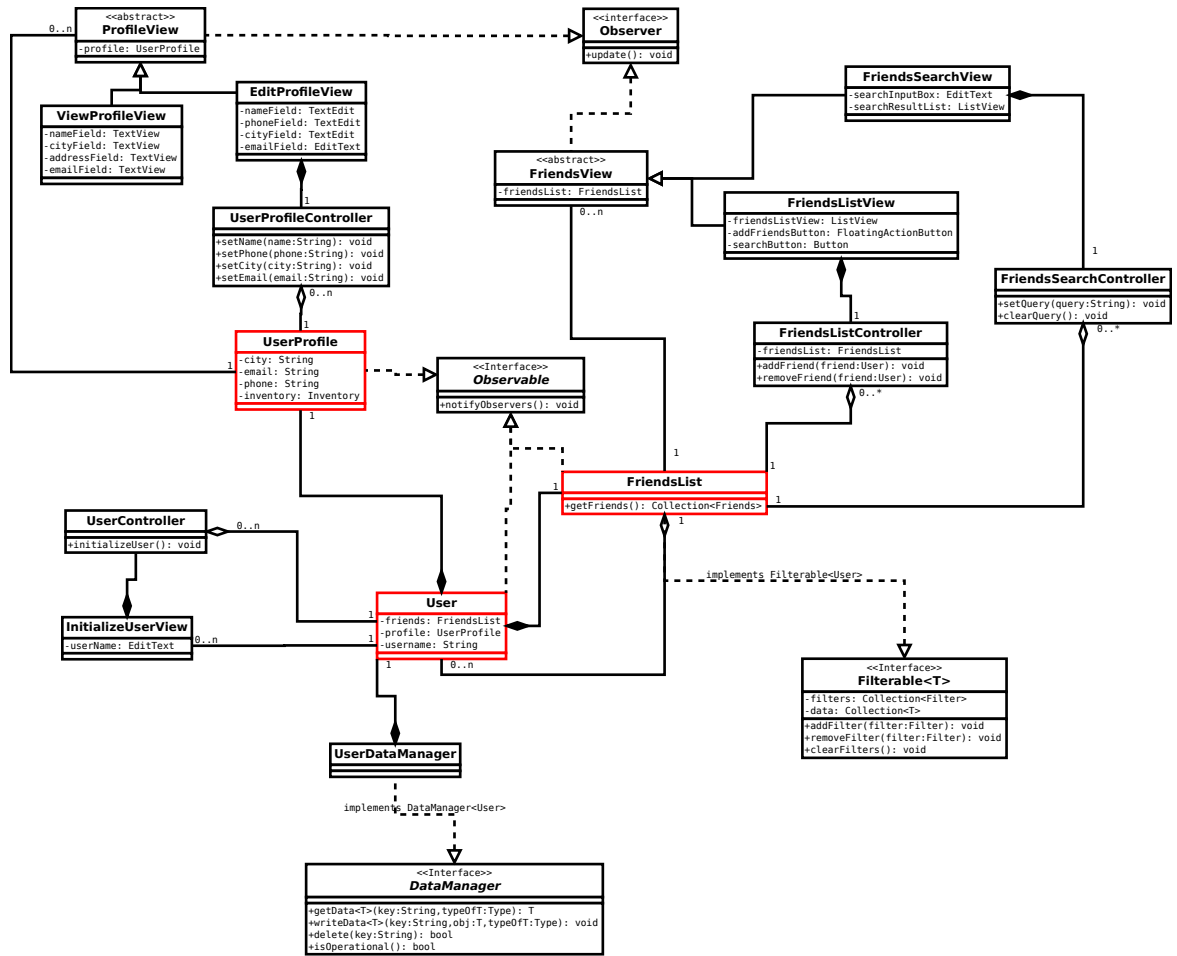 <<abstract>>
ProfileView
-profile: UserProfile
0..n
<<interface>>
Observer
+update(): void
FriendsSearchView
-searchInputBox: EditText
-searchResultList: ListView
EditProfileView
-nameField: TextEdit
-phoneField: TextEdit
-cityField: TextEdit
-emailField: EditText
1
ViewProfileView
-nameField: TextView
-cityField: TextView
-addressField: TextView
-emailField: TextView
<<abstract>>
FriendsView
-friendsList: FriendsList
0..n
FriendsListView
-friendsListView: ListView
-addFriendsButton: FloatingActionButton
-searchButton: Button
1
UserProfileController
+setName(name:String): void
+setPhone(phone:String): void
+setCity(city:String): void
+setEmail(email:String): void
0..n
1
1
FriendsSearchController
+setQuery(query:String): void
+clearQuery(): void
0..*
FriendsListController
-friendsList: FriendsList
+addFriend(friend:User): void
+removeFriend(friend:User): void
0..*
UserProfile
-city: String
-email: String
-phone: String
-inventory: Inventory
1
1
<<Interface>>
Observable
+notifyObservers(): void
1
1
1
1
FriendsList
+getFriends(): Collection<Friends>
1
UserController
+initializeUser(): void
0..n
implements Filterable<User>
User
-friends: FriendsList
-profile: UserProfile
-username: String
1
1
1
0..n
InitializeUserView
-userName: EditText
0..n
<<Interface>>
Filterable<T>
-filters: Collection<Filter>
-data: Collection<T>
+addFilter(filter:Filter): void
+removeFilter(filter:Filter): void
+clearFilters(): void
UserDataManager
implements DataManager<User>
<<Interface>>
DataManager
+getData<T>(key:String,typeOfT:Type): T
+writeData<T>(key:String,obj:T,typeOfT:Type): void
+delete(key:String): bool
+isOperational(): bool